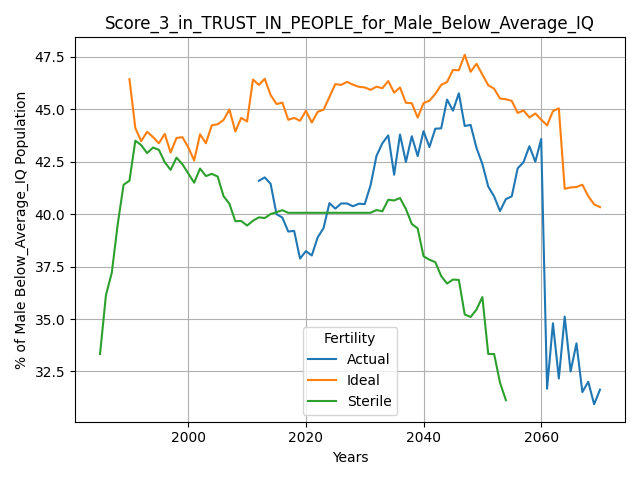 Score_3_in_TRUST_IN_PEOPLE_for_Male_Below_Average_IQ
% of Male Below_Average_IQ Population
47.5
45.0
42.5
40.0
37.5
35.0
32.5
Fertility
Actual
Ideal
Sterile
2000
2020
2040
2060
Years